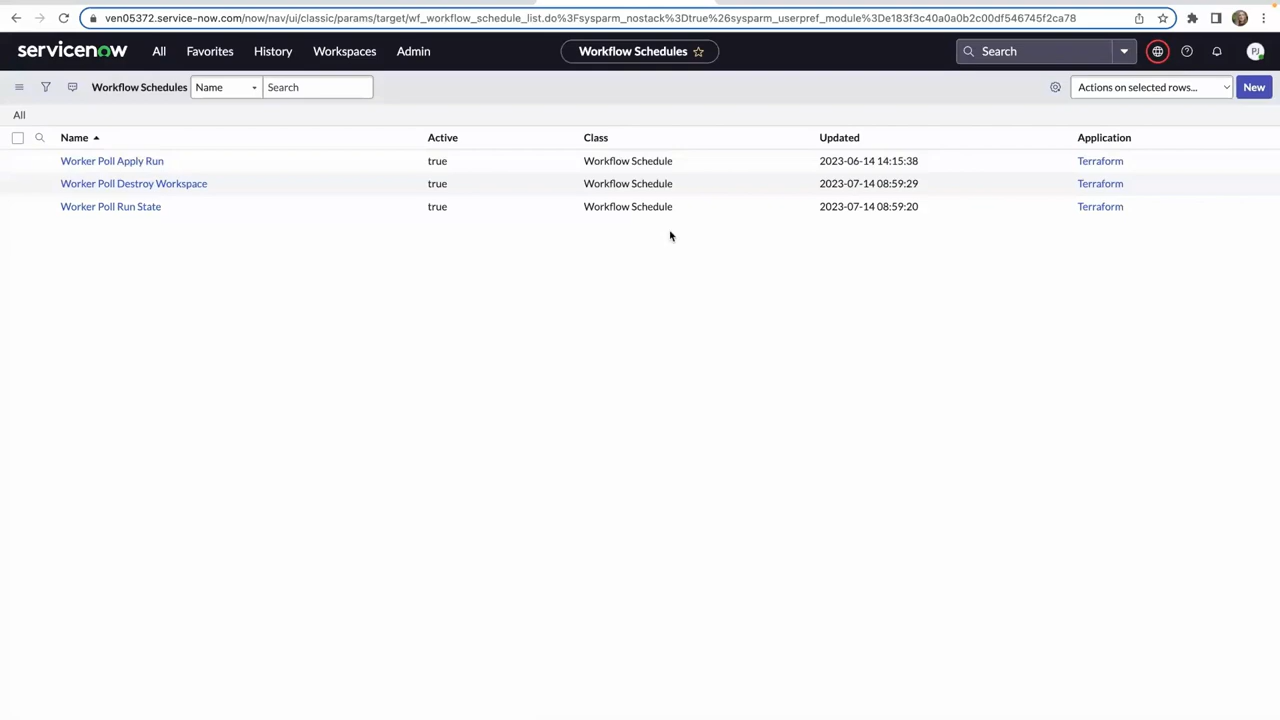 ven05372.service-now.com/now/nav/ui/classic/params/target/wf_workflow_schedule_list.do%3Fsysparm_nostack%3Dtrue%26sysparm_userpref_module%3De183f3c40a0a0b2c00df546745f2ca78
servicenow All Favorites History Workspaces Admin Workflow Schedules Search PJ
Workflow Schedules Name Search Actions on selected rows... New
All
Name Active Class Updated Application
Worker Poll Apply Run true Workflow Schedule 2023-06-14 14:15:38 Terraform
Worker Poll Destroy Workspace true Workflow Schedule 2023-07-14 08:59:29 Terraform
Worker Poll Run State true Workflow Schedule 2023-07-14 08:59:20 Terraform